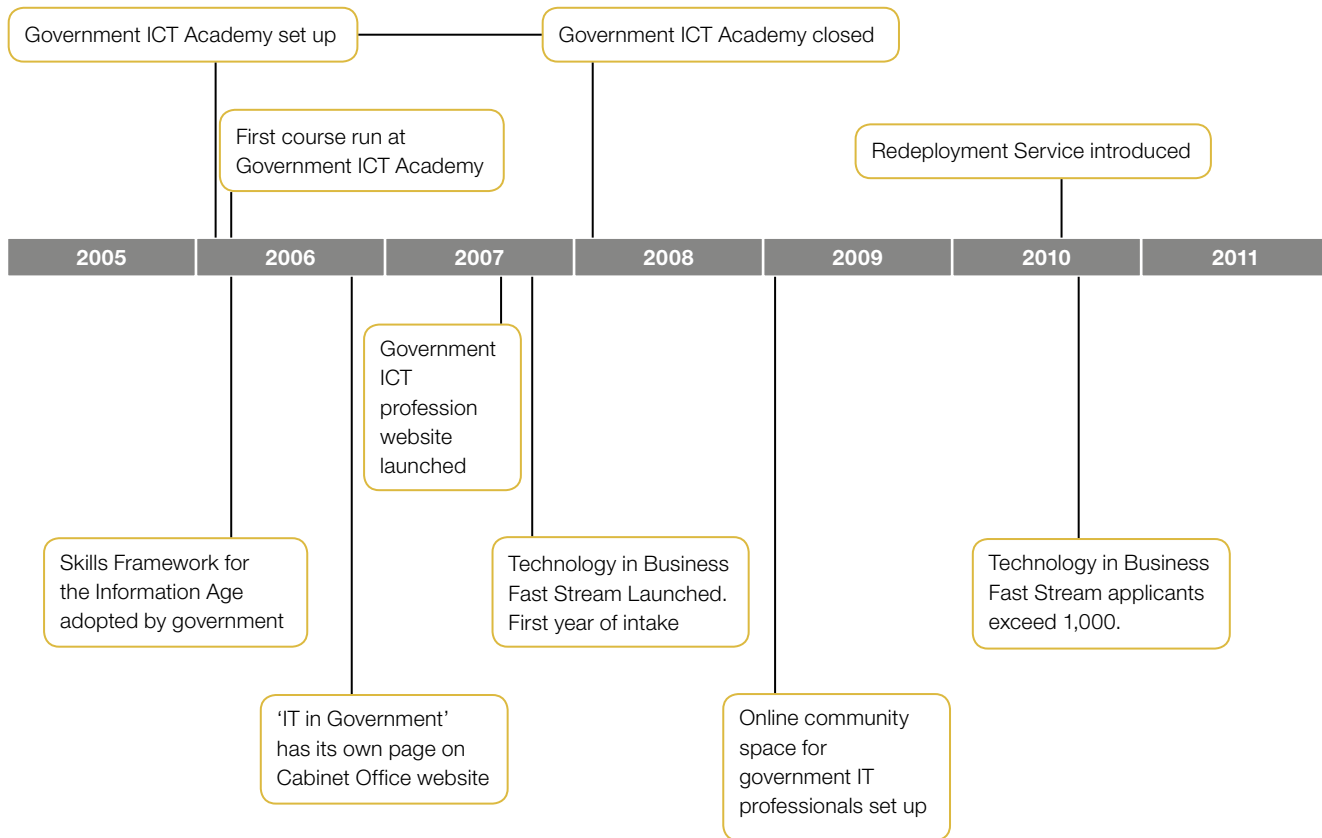 Government ICT Academy set up
Government ICT Academy closed
First course run at
Government ICT Academy
Redeployment Service introduced
2005
2006
2007
2008
2009
2010
2011
Government
ICT
profession
website
launched
Skills Framework for
the Information Age
adopted by government
Technology in Business
Fast Stream Launched.
First year of intake
Technology in Business
Fast Stream applicants
exceed 1,000.
‘IT in Government’
has its own page on
Cabinet Office website
Online community
space for
government IT
professionals set up